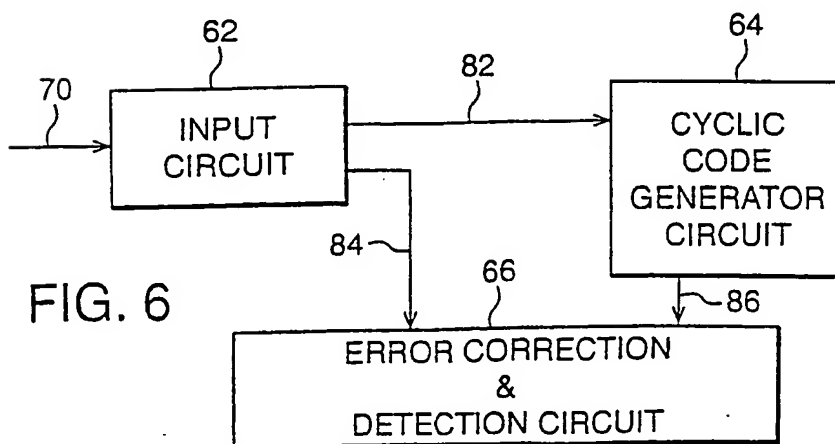 62
64
82
70
INPUT
CIRCUIT
CYCLIC
CODE
GENERATOR
CIRCUIT
84
66
86
FIG. 6
ERROR CORRECTION
&
DETECTION CIRCUIT